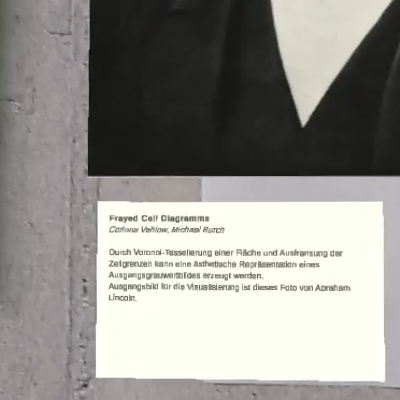 Frayed Cell Diagramms
Corinna Vehlow, Michael Burch
Durch Voronoi-Tessellierung einer Fläche und Ausfransung der
Zellgrenzen kann eine Ästhetische Repräsentation eines
Ausgangsgrauwertbildes erzeugt werden.
Ausgangsbild für die Visualisierung ist dieses Foto von Abraham
Lincoln.